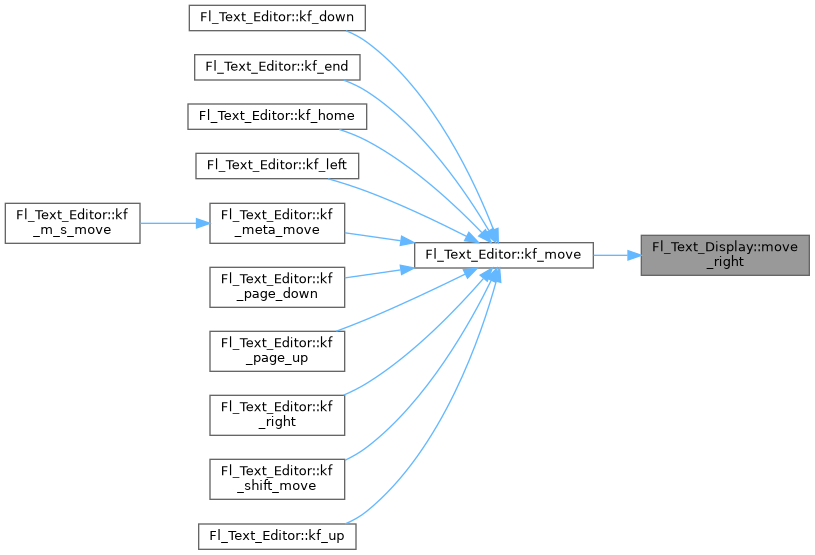 Fl_Text_Editor::kf_down
Fl_Text_Editor::kf_end
Fl_Text_Editor::kf_home
Fl_Text_Editor::kf_left
Fl_Text_Editor::kf
_m_s_move
Fl_Text_Editor::kf
_meta_move
Fl_Text_Editor::kf_move
Fl_Text_Display::move
_right
Fl_Text_Editor::kf
_page_down
Fl_Text_Editor::kf
_page_up
Fl_Text_Editor::kf
_right
Fl_Text_Editor::kf
_shift_move
Fl_Text_Editor::kf_up